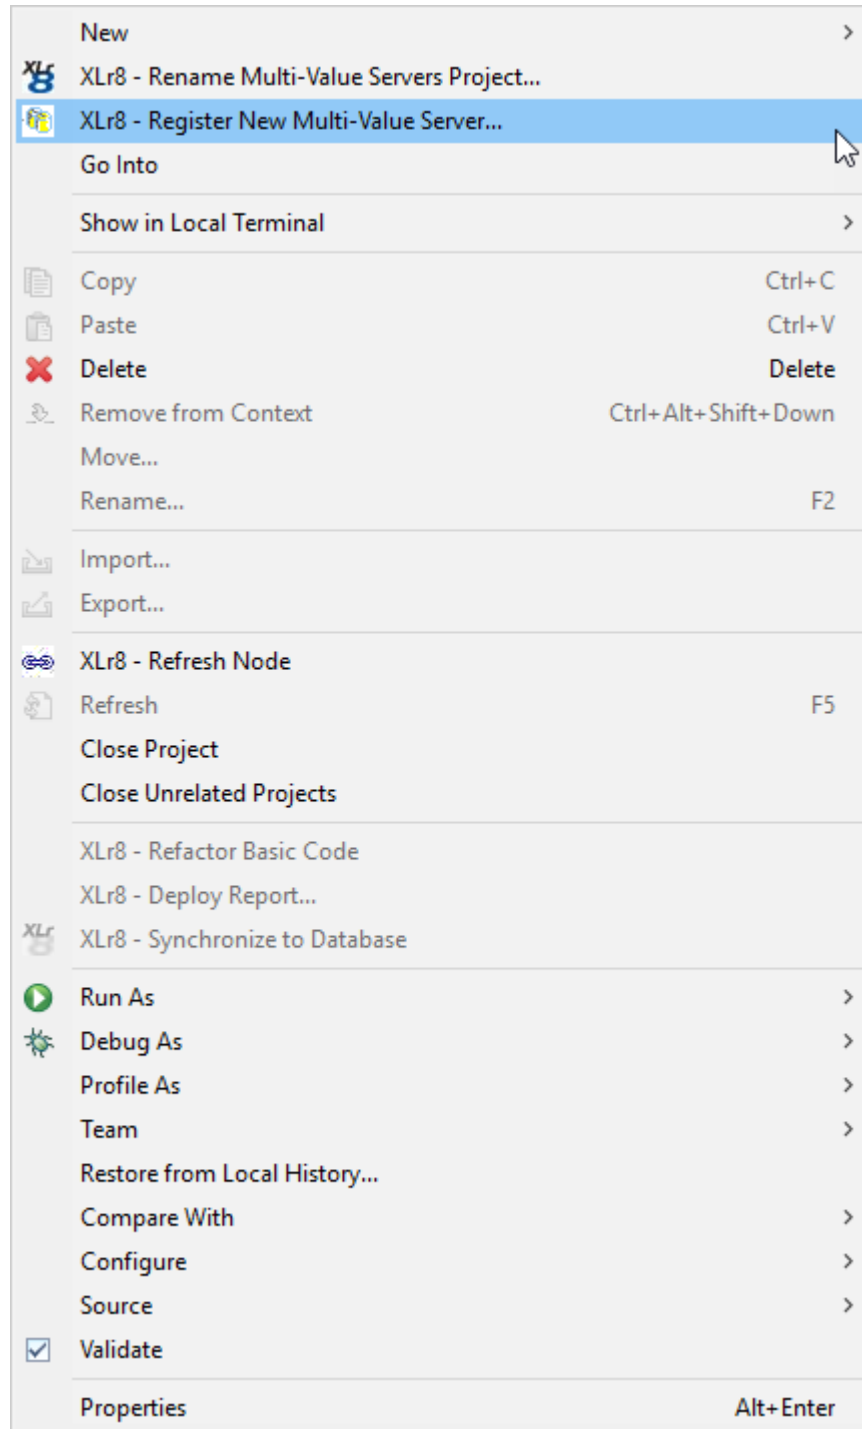 New
XLr8 - Rename Multi-Value Servers Project...
XLr8 - Register New Multi-Value Server...
Go Into
Show in Local Terminal
Copy Ctrl+C
Paste Ctrl+V
Delete Delete
Remove from Context Ctrl+Alt+Shift+Down
Move...
Rename... F2
Import...
Export...
XLr8 - Refresh Node
Refresh F5
Close Project
Close Unrelated Projects
XLr8 - Refactor Basic Code
XLr8 - Deploy Report...
XLr8 - Synchronize to Database
Run As
Debug As
Profile As
Team
Restore from Local History...
Compare With
Configure
Source
Validate
Properties Alt+Enter